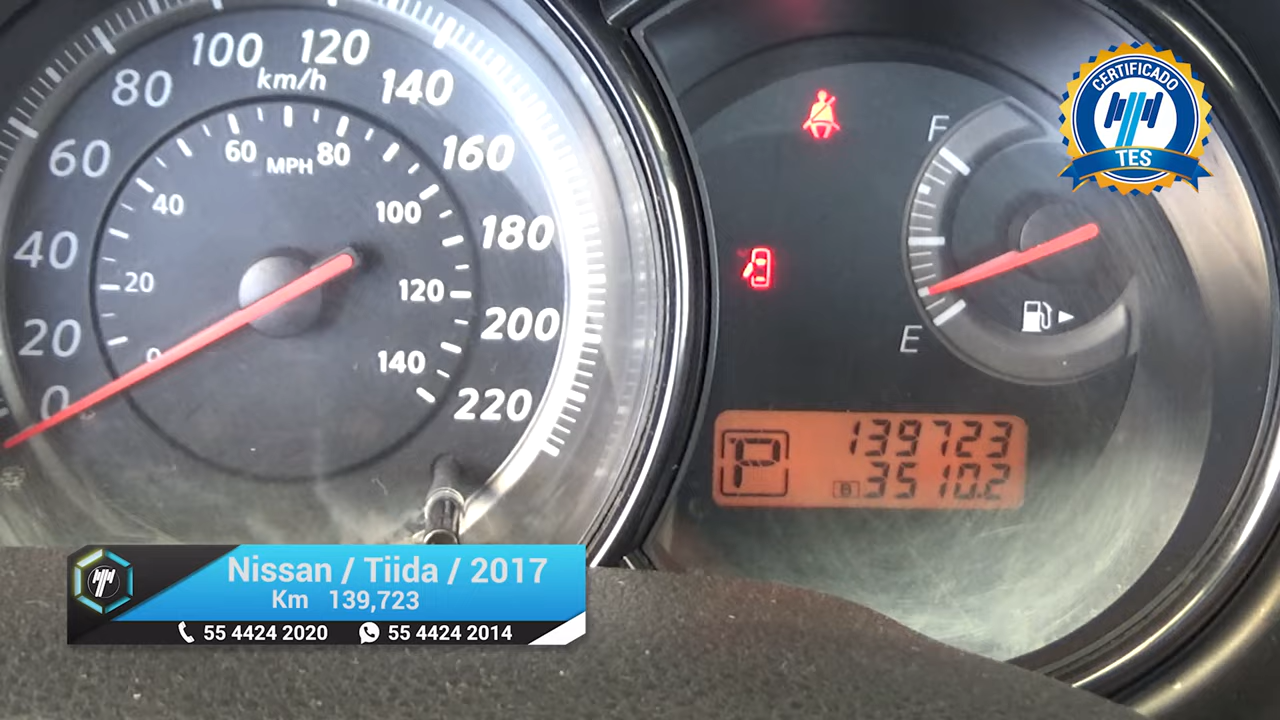 100 120
80 km/h 140
60 60 MPH 80 160
40 40 100 180
20 20 120 200
0 0 140 220
F
E
P 139723
B 3510.2
CERTIFICADO
TES
Nissan / Tiida / 2017
Km 139,723
55 4424 2020 55 4424 2014